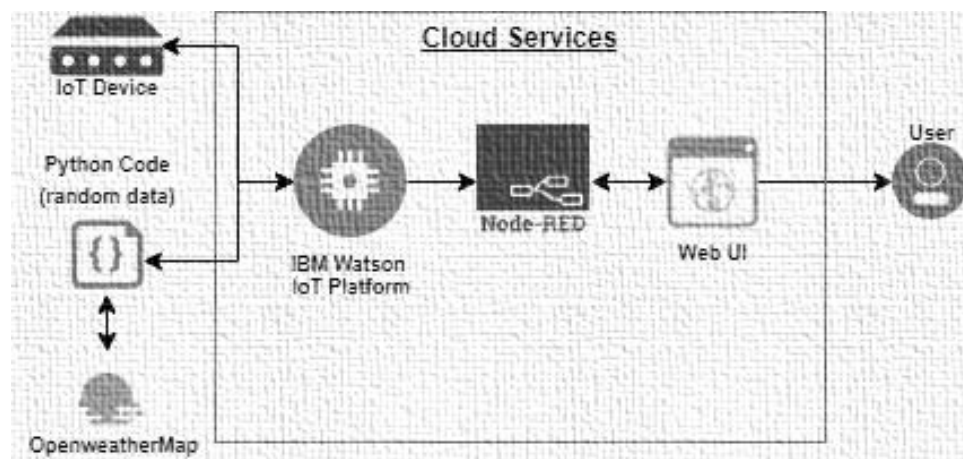 Cloud Services
IoT Device
Python Code
(random data)
{ }
IBM Watson
IoT Platform
Node-RED
Web UI
User
OpenweatherMap